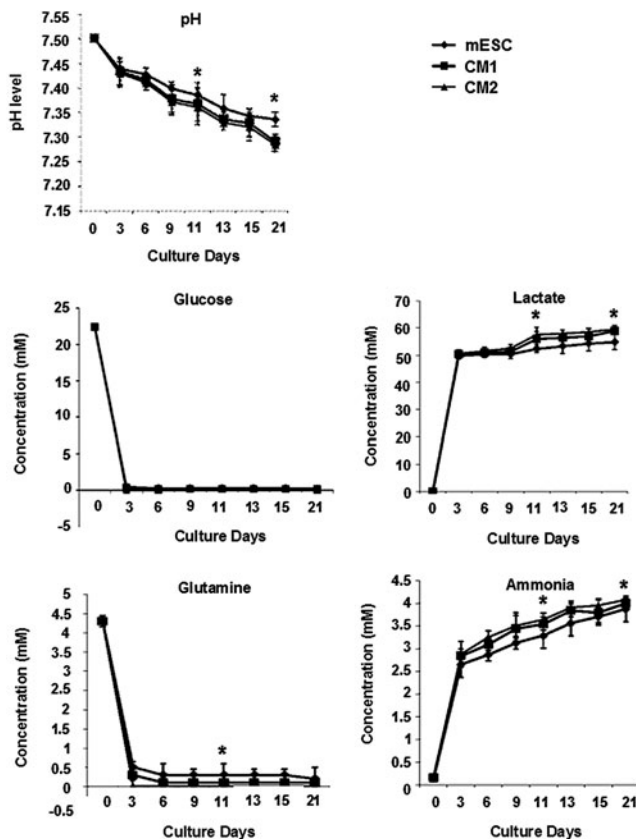 pH
7.55
7.50
7.45
7.40
7.35
7.30
7.25
7.20
7.15
pH level
* *
0 3 6 9 11 13 15 21
Culture Days
mESC
CM1
CM2
Glucose
25
20
15
10
5
0
-5
Concentration (mM)
0 3 6 9 11 13 15 21
Culture Days
Lactate
70
60
50
40
30
20
10
0
Concentration (mM)
* *
0 3 6 9 11 13 15 21
Culture Days
Glutamine
5
4.5
4
3.5
3
2.5
2
1.5
1
0.5
0
-0.5
Concentration (mM)
*
0 3 6 9 11 13 15 21
Culture Days
Ammonia
4.5
4
3.5
3
2.5
2
1.5
1
0.5
0
Concentration (mM)
* *
0 3 6 9 11 13 15 21
Culture Days